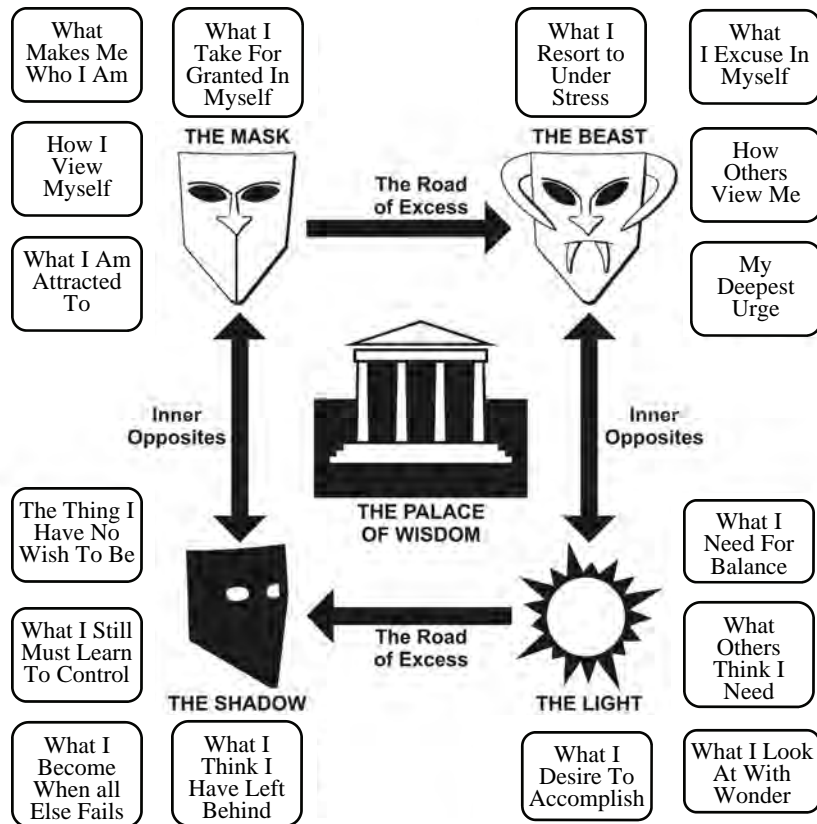 What
Makes Me
Who I Am
What I
Take For
Granted In
Myself
What I
Resort to
Under
Stress
What
I Excuse In
Myself
THE MASK
THE BEAST
How I
View
Myself
The Road
of Excess
How
Others
View Me
What I Am
Attracted
To
My
Deepest
Urge
Inner
Opposites
Inner
Opposites
The Thing I
Have No
Wish To Be
THE PALACE
OF WISDOM
What I
Need For
Balance
What I Still
Must Learn
To Control
The Road
of Excess
What
Others
Think I
Need
THE SHADOW
THE LIGHT
What I
Become
When all
Else Fails
What I
Think I
Have Left
Behind
What I
Desire To
Accomplish
What I Look
At With
Wonder